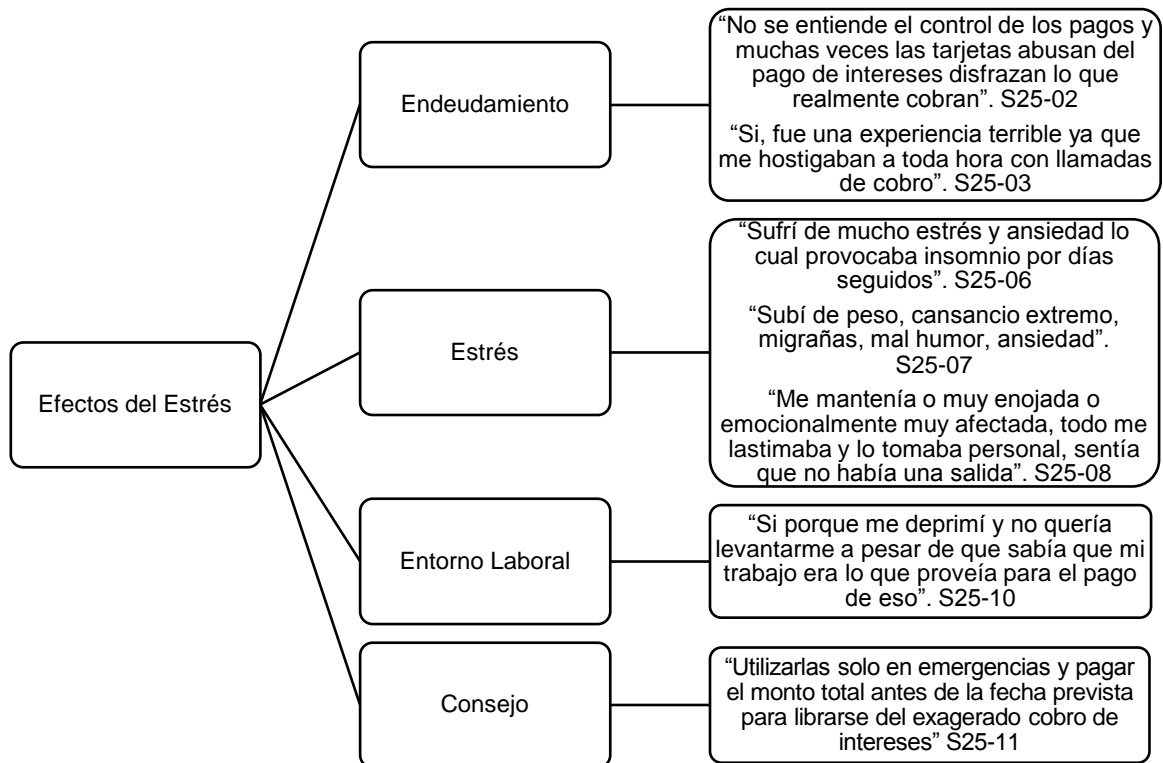 Efectos del Estrés
Endeudamiento
“No se entiende el control de los pagos y
muchas veces las tarjetas abusan del
pago de intereses disfrazan lo que
realmente cobran”. S25-02
“Si, fue una experiencia terrible ya que
me hostigaban a toda hora con llamadas
de cobro”. S25-03
Estrés
“Sufrí de mucho estrés y ansiedad lo
cual provocaba insomnio por días
seguidos”. S25-06
“Subí de peso, cansancio extremo,
migrañas, mal humor, ansiedad”.
S25-07
“Me mantenía o muy enojada o
emocionalmente muy afectada, todo me
lastimaba y lo tomaba personal, sentía
que no había una salida”. S25-08
Entorno Laboral
“Si porque me deprimí y no quería
levantarme a pesar de que sabía que mi
trabajo era lo que proveía para el pago
de eso”. S25-10
Consejo
“Utilizarlas solo en emergencias y pagar
el monto total antes de la fecha prevista
para librarse del exagerado cobro de
intereses” S25-11